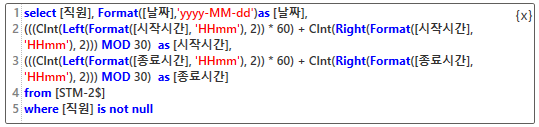 1 select [직원], Format([날짜],'yyyy-MM-dd')as [날짜], {x}
2 (((CInt(Left(Format([시작시간], 'HHmm'), 2)) * 60) + CInt(Right(Format([시작시간],
'HHmm'), 2))) MOD 30)  as [시작시간],
3 (((CInt(Left(Format([종료시간], 'HHmm'), 2)) * 60) + CInt(Right(Format([종료시간],
'HHmm'), 2))) MOD 30)  as [종료시간]
4 from [STM-2$]
5 where [직원] is not null